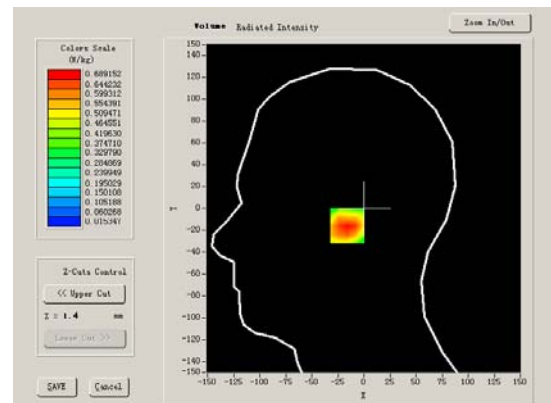 Volume Radiated Intensity
Zoom In/Out
Colors Scale
(W/kg)
0.689152
0.644232
0.599312
0.554391
0.509471
0.464551
0.419630
0.374710
0.329790
0.284869
0.239949
0.195029
0.150108
0.105188
0.060268
0.015347
Z-Cuts Control
<< Upper Cut
Z = 1.4 mm
Lower Cut >>
SAVE
Cancel
150
140
120
100
80
60
40
20
0
-20
-40
-60
-80
-100
-120
-140
-150
Y
-150 -125 -100 -75 -50 -25 0 25 50 75 100 125 150
X